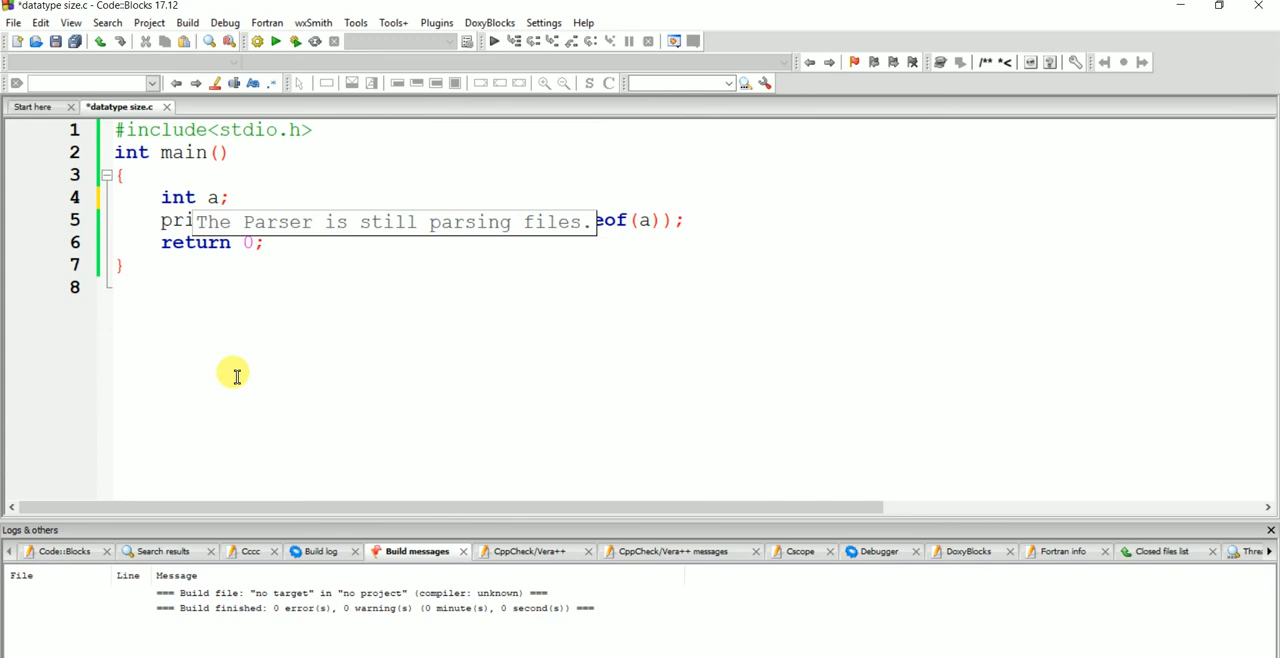 *datatype size.c - Code::Blocks 17.12
File Edit View Search Project Build Debug Fortran wxSmith Tools Tools+ Plugins DoxyBlocks Settings Help
/** *<
S C
Start here *datatype size.c
1 #include<stdio.h>
2 int main()
3 {
4 int a;
5 pri The Parser is still parsing files. eof(a));
6 return 0;
7 }
8
Logs & others
Code::Blocks Search results Cccc Build log Build messages CppCheck/Vera++ CppCheck/Vera++ messages Cscope Debugger DoxyBlocks Fortran info Closed files list Thre
File Line Message
=== Build file: "no target" in "no project" (compiler: unknown) ===
=== Build finished: 0 error(s), 0 warning(s) (0 minute(s), 0 second(s)) ===